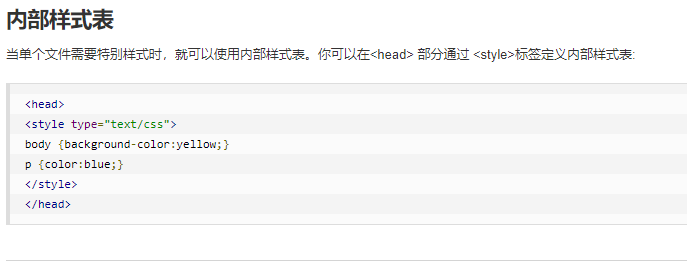 内部样式表
当单个文件需要特别样式时，就可以使用内部样式表。你可以在<head> 部分通过 <style>标签定义内部样式表:
<head>
<style type="text/css">
body {background-color:yellow;}
p {color:blue;}
</style>
</head>